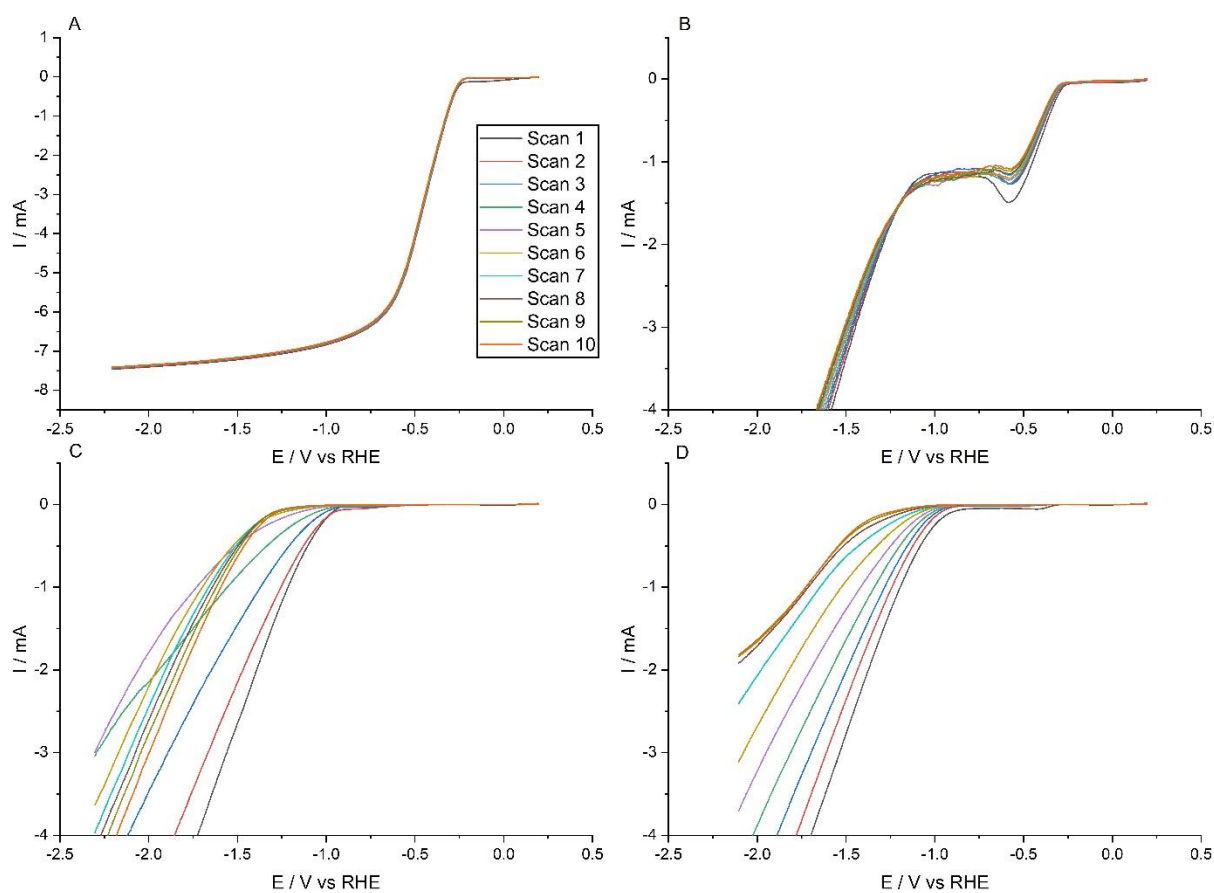 A
I / mA
1
0
-1
-2
-3
-4
-5
-6
-7
-8
-2.5 -2.0 -1.5 -1.0 -0.5 0.0 0.5
E / V vs RHE
Scan 1
Scan 2
Scan 3
Scan 4
Scan 5
Scan 6
Scan 7
Scan 8
Scan 9
Scan 10
B
I / mA
0
-1
-2
-3
-4
-2.5 -2.0 -1.5 -1.0 -0.5 0.0 0.5
E / V vs RHE
C
I / mA
0
-1
-2
-3
-4
-2.5 -2.0 -1.5 -1.0 -0.5 0.0 0.5
E / V vs RHE
D
I / mA
0
-1
-2
-3
-4
-2.5 -2.0 -1.5 -1.0 -0.5 0.0 0.5
E / V vs RHE